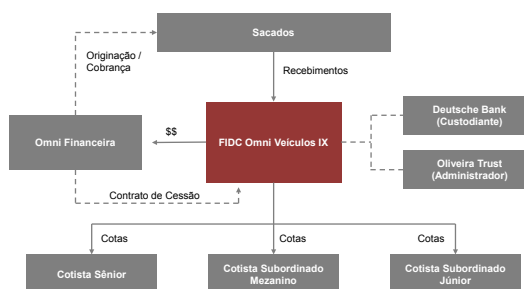 Sacados
Originação /
Cobrança
Recebimentos
Deutsche Bank
(Custodiante)
$$
Omni Financeira
FIDC Omni Veículos IX
Oliveira Trust
(Administrador)
Contrato de Cessão
Cotas
Cotas
Cotas
Cotista Sênior
Cotista Subordinado
Mezanino
Cotista Subordinado
Júnior